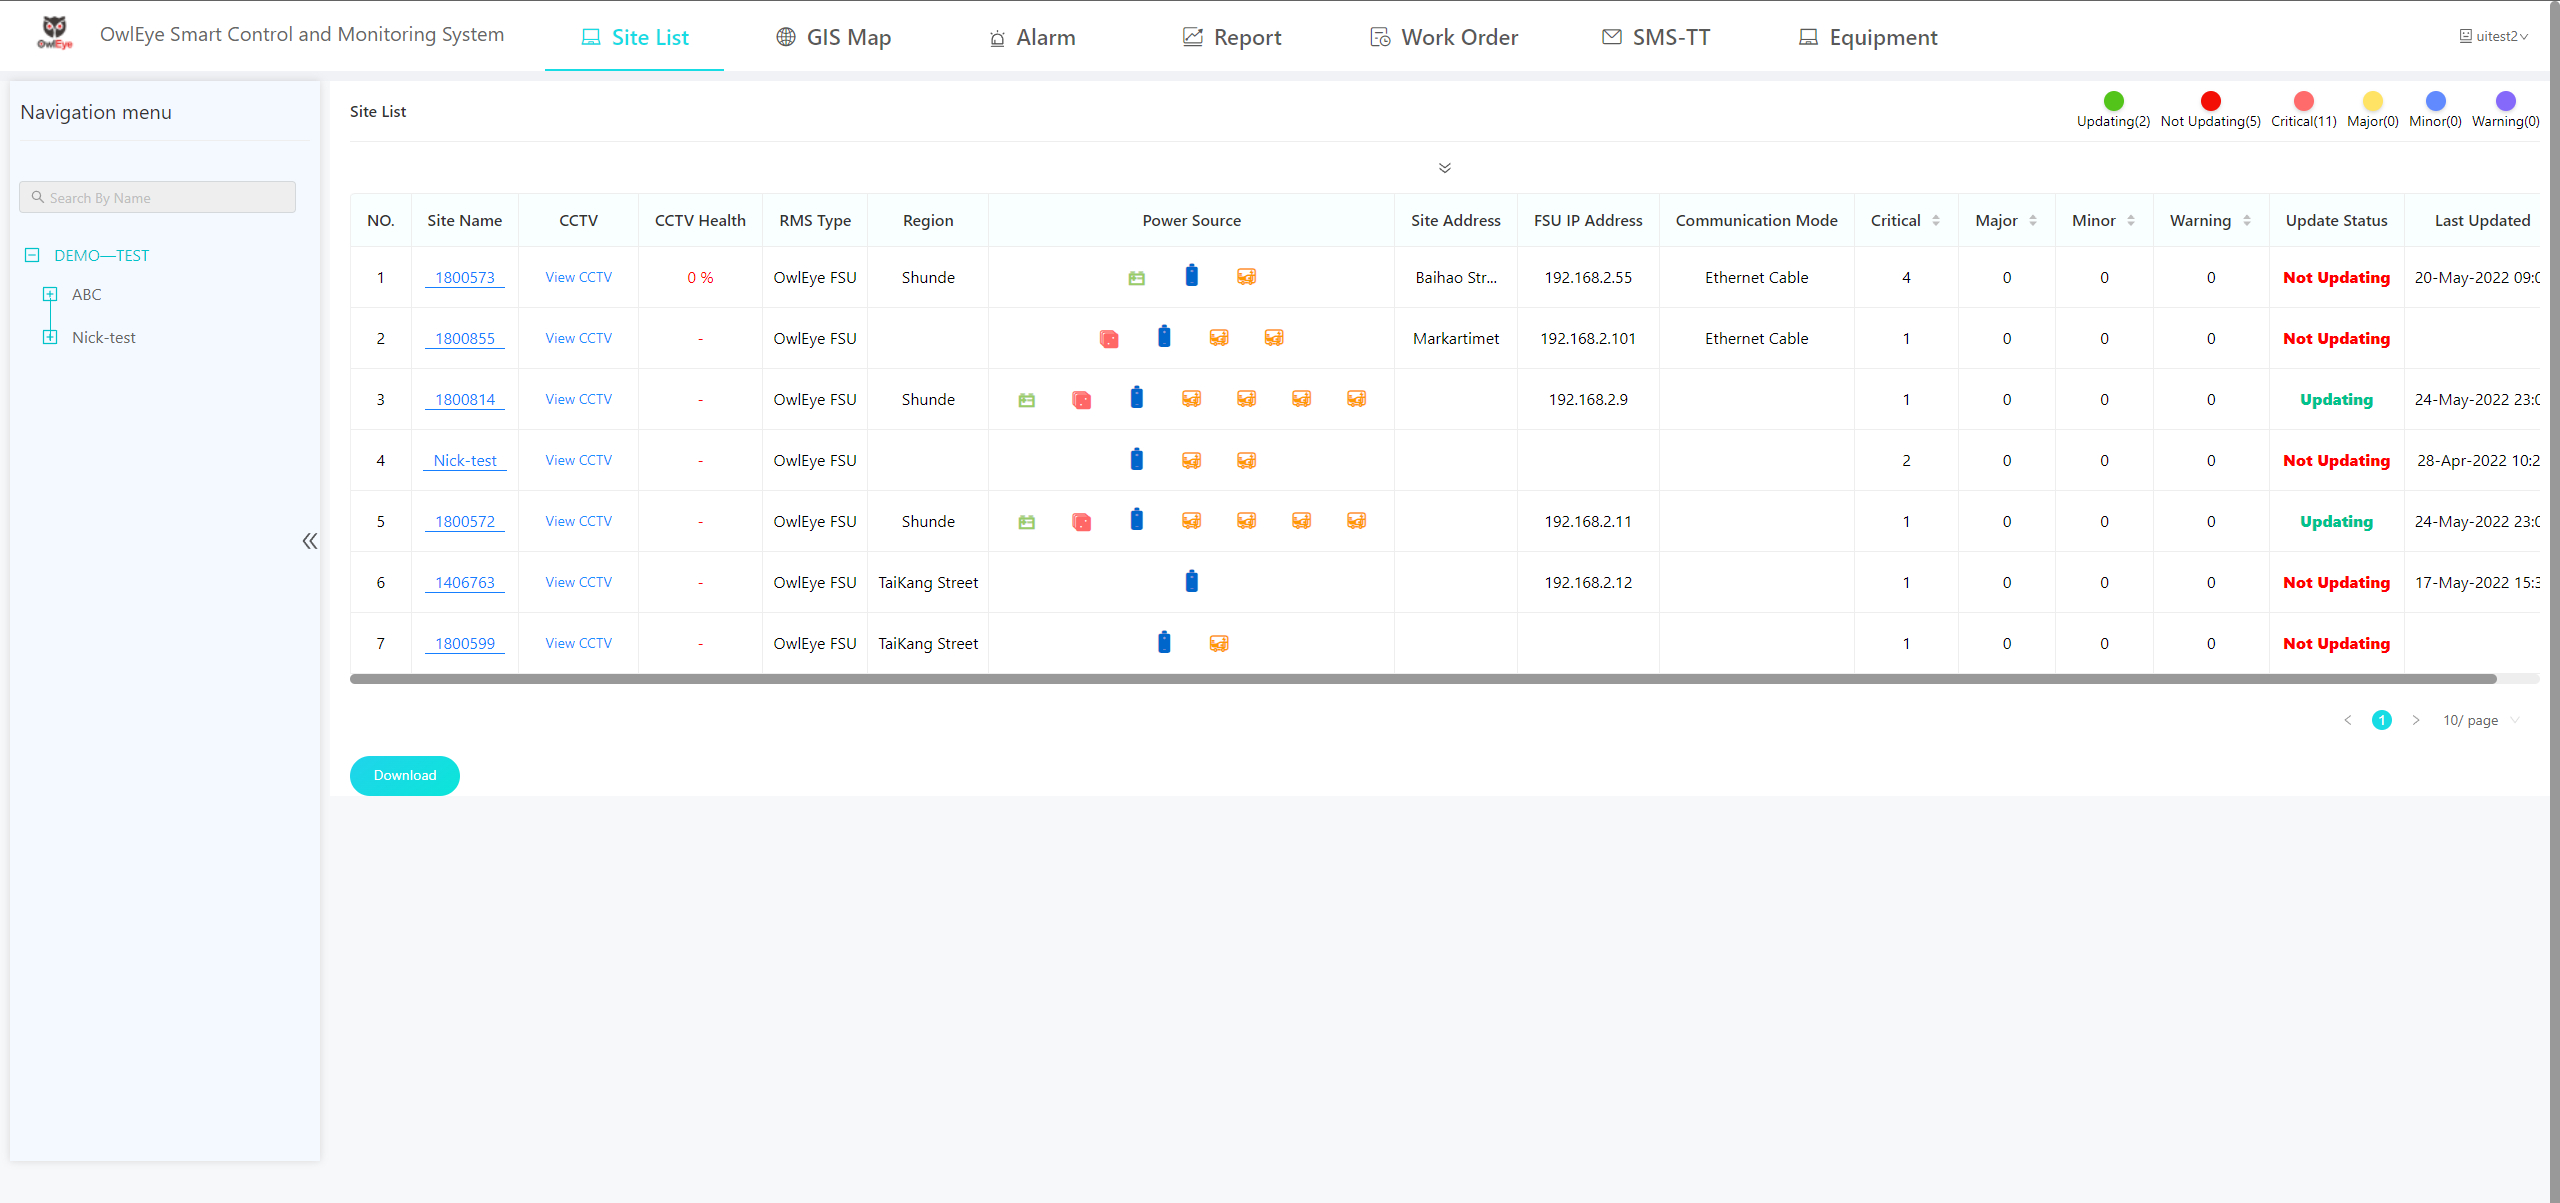 OwlEye
OwlEye Smart Control and Monitoring System
Site List
GIS Map
Alarm
Report
Work Order
SMS-TT
Equipment
uitest2
Navigation menu
Search By Name
DEMO—TEST
ABC
Nick-test
Site List
Updating(2) Not Updating(5) Critical(11) Major(0) Minor(0) Warning(0)
NO. Site Name CCTV CCTV Health RMS Type Region Power Source Site Address FSU IP Address Communication Mode Critical Major Minor Warning Update Status Last Updated
1 1800573 View CCTV 0 % OwlEye FSU Shunde Baihao Str... 192.168.2.55 Ethernet Cable 4 0 0 0 Not Updating 20-May-2022 09:0
2 1800855 View CCTV - OwlEye FSU Markartimet 192.168.2.101 Ethernet Cable 1 0 0 0 Not Updating
3 1800814 View CCTV - OwlEye FSU Shunde 192.168.2.9 1 0 0 0 Updating 24-May-2022 23:0
4 Nick-test View CCTV - OwlEye FSU 2 0 0 0 Not Updating 28-Apr-2022 10:2
5 1800572 View CCTV - OwlEye FSU Shunde 192.168.2.11 1 0 0 0 Updating 24-May-2022 23:0
6 1406763 View CCTV - OwlEye FSU TaiKang Street 192.168.2.12 1 0 0 0 Not Updating 17-May-2022 15:3
7 1800599 View CCTV - OwlEye FSU TaiKang Street 1 0 0 0 Not Updating
< 1 > 10/ page
Download